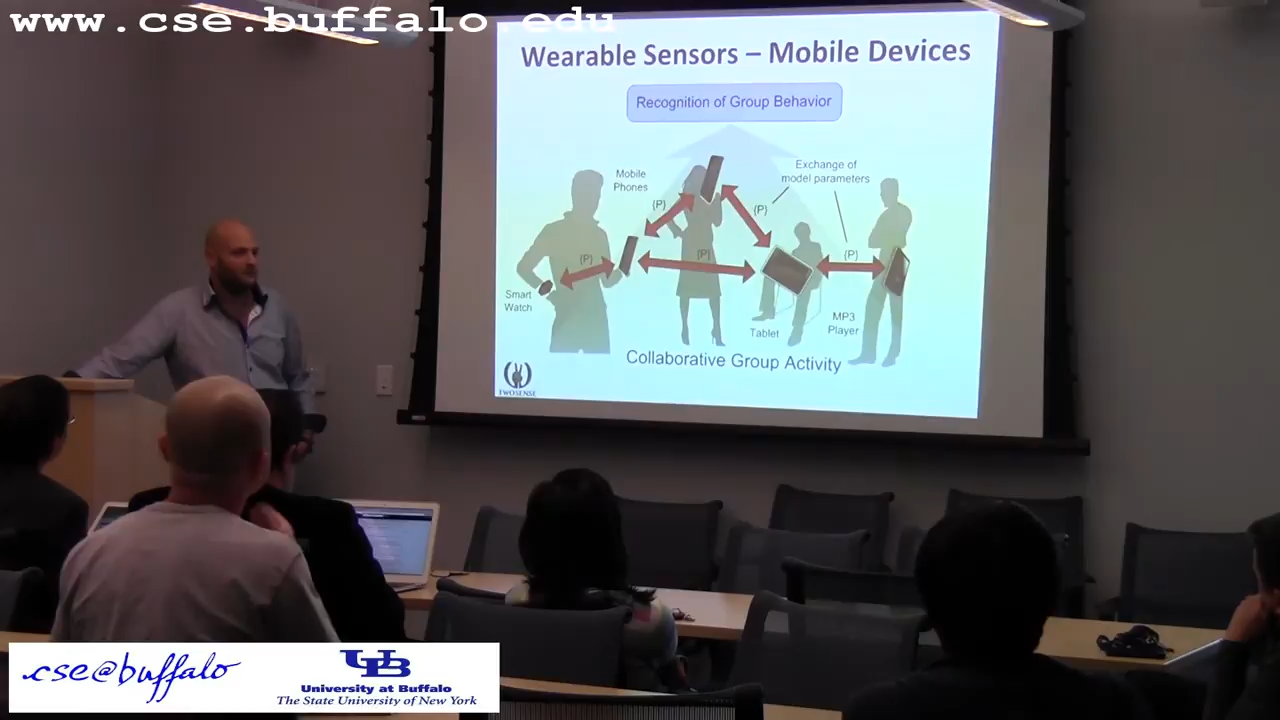 www.cse.buffalo.edu
Wearable Sensors – Mobile Devices
Recognition of Group Behavior
Mobile
Phones
Exchange of
model parameters
{P}
{P}
{P}
{P}
{P}
Smart
Watch
Tablet
MP3
Player
Collaborative Group Activity
TWOSENSE
cse@buffalo
UB
University at Buffalo
The State University of New York